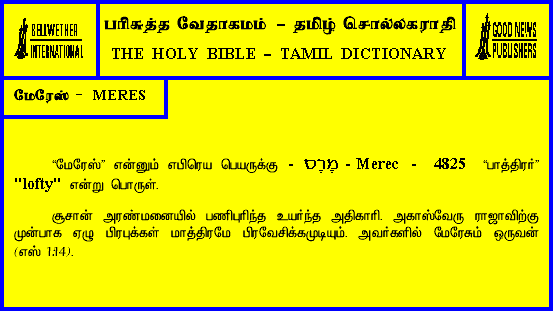 BELLWETHER
INTERNATIONAL
பரிசுத்த வேதாகமம் – தமிழ் சொல்லகராதி
THE HOLY BIBLE – TAMIL DICTIONARY
GOOD NEWS
PUBLISHERS
மேரேஸ் – MERES
“மேரேஸ்” என்னும் எபிரெய பெயருக்கு - מֶרֶס - Merec - 4825 “பாத்திரர்”
"lofty" என்று பொருள்.
சூசான் அரண்மனையில் பணிபுரிந்த உயர்ந்த அதிகாரி. அகாஸ்வேரு ராஜாவிற்கு
முன்பாக ஏழு பிரபுக்கள் மாத்திரமே பிரவேசிக்கமுடியும். அவர்களில் மேரேசும் ஒருவன்
(எஸ் 1:14).